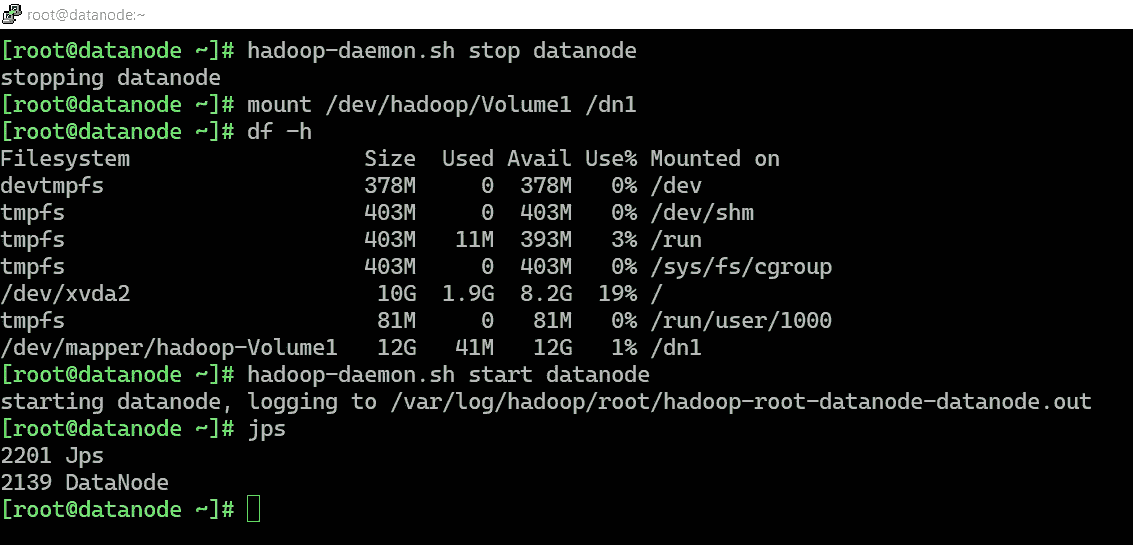 root@datanode:~
[root@datanode ~]# hadoop-daemon.sh stop datanode
stopping datanode
[root@datanode ~]# mount /dev/hadoop/Volume1 /dn1
[root@datanode ~]# df -h
Filesystem                  Size  Used Avail Use% Mounted on
devtmpfs                    378M     0  378M   0% /dev
tmpfs                       403M     0  403M   0% /dev/shm
tmpfs                       403M   11M  393M   3% /run
tmpfs                       403M     0  403M   0% /sys/fs/cgroup
/dev/xvda2                   10G  1.9G  8.2G  19% /
tmpfs                        81M     0   81M   0% /run/user/1000
/dev/mapper/hadoop-Volume1   12G   41M   12G   1% /dn1
[root@datanode ~]# hadoop-daemon.sh start datanode
starting datanode, logging to /var/log/hadoop/root/hadoop-root-datanode-datanode.out
[root@datanode ~]# jps
2201 Jps
2139 DataNode
[root@datanode ~]#